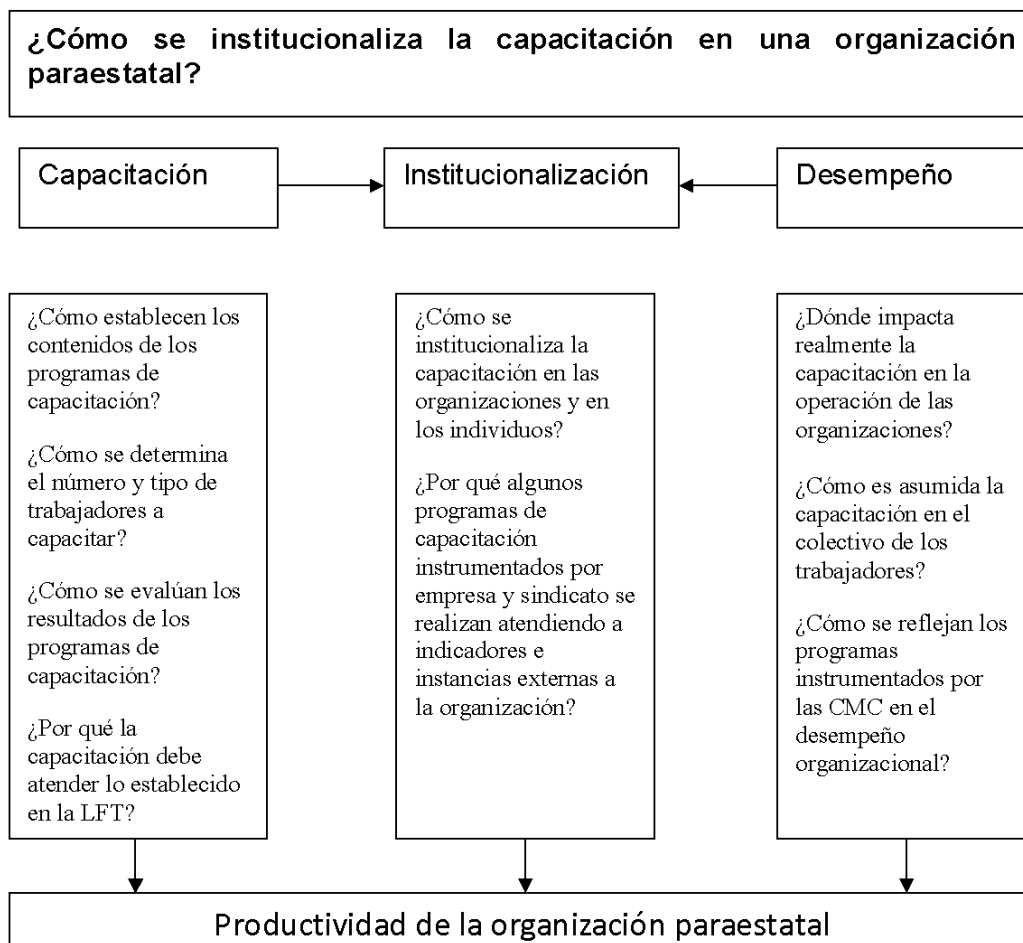 ¿Cómo se institucionaliza la capacitación en una organización
paraestatal?
Capacitación
Institucionalización
Desempeño
¿Cómo establecen los
contenidos de los
programas de
capacitación?
¿Cómo se determina
el número y tipo de
trabajadores a
capacitar?
¿Cómo se evalúan los
resultados de los
programas de
capacitación?
¿Por qué la
capacitación debe
atender lo establecido
en la LFT?
¿Cómo se
institucionaliza la
capacitación en las
organizaciones y en
los individuos?
¿Por qué algunos
programas de
capacitación
instrumentados por
empresa y sindicato se
realizan atendiendo a
indicadores e
instancias externas a
la organización?
¿Dónde impacta
realmente la
capacitación en la
operación de las
organizaciones?
¿Cómo es asumida la
capacitación en el
colectivo de los
trabajadores?
¿Cómo se reflejan los
programas
instrumentados por
las CMC en el
desempeño
organizacional?
Productividad de la organización paraestatal